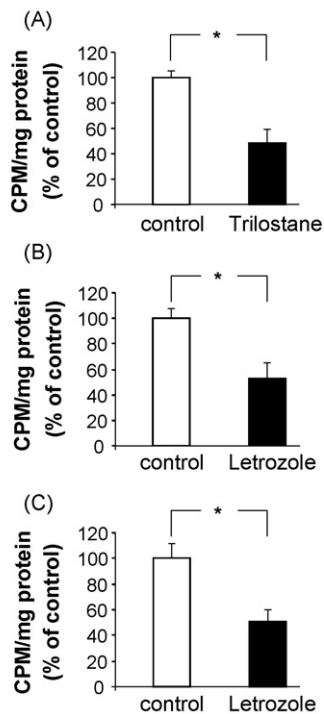 (A)
*
CPM/mg protein
(% of control)
120
100
80
60
40
20
0
control Trilostane
(B)
*
CPM/mg protein
(% of control)
120
100
80
60
40
20
0
control Letrozole
(C)
*
CPM/mg protein
(% of control)
120
100
80
60
40
20
0
control Letrozole